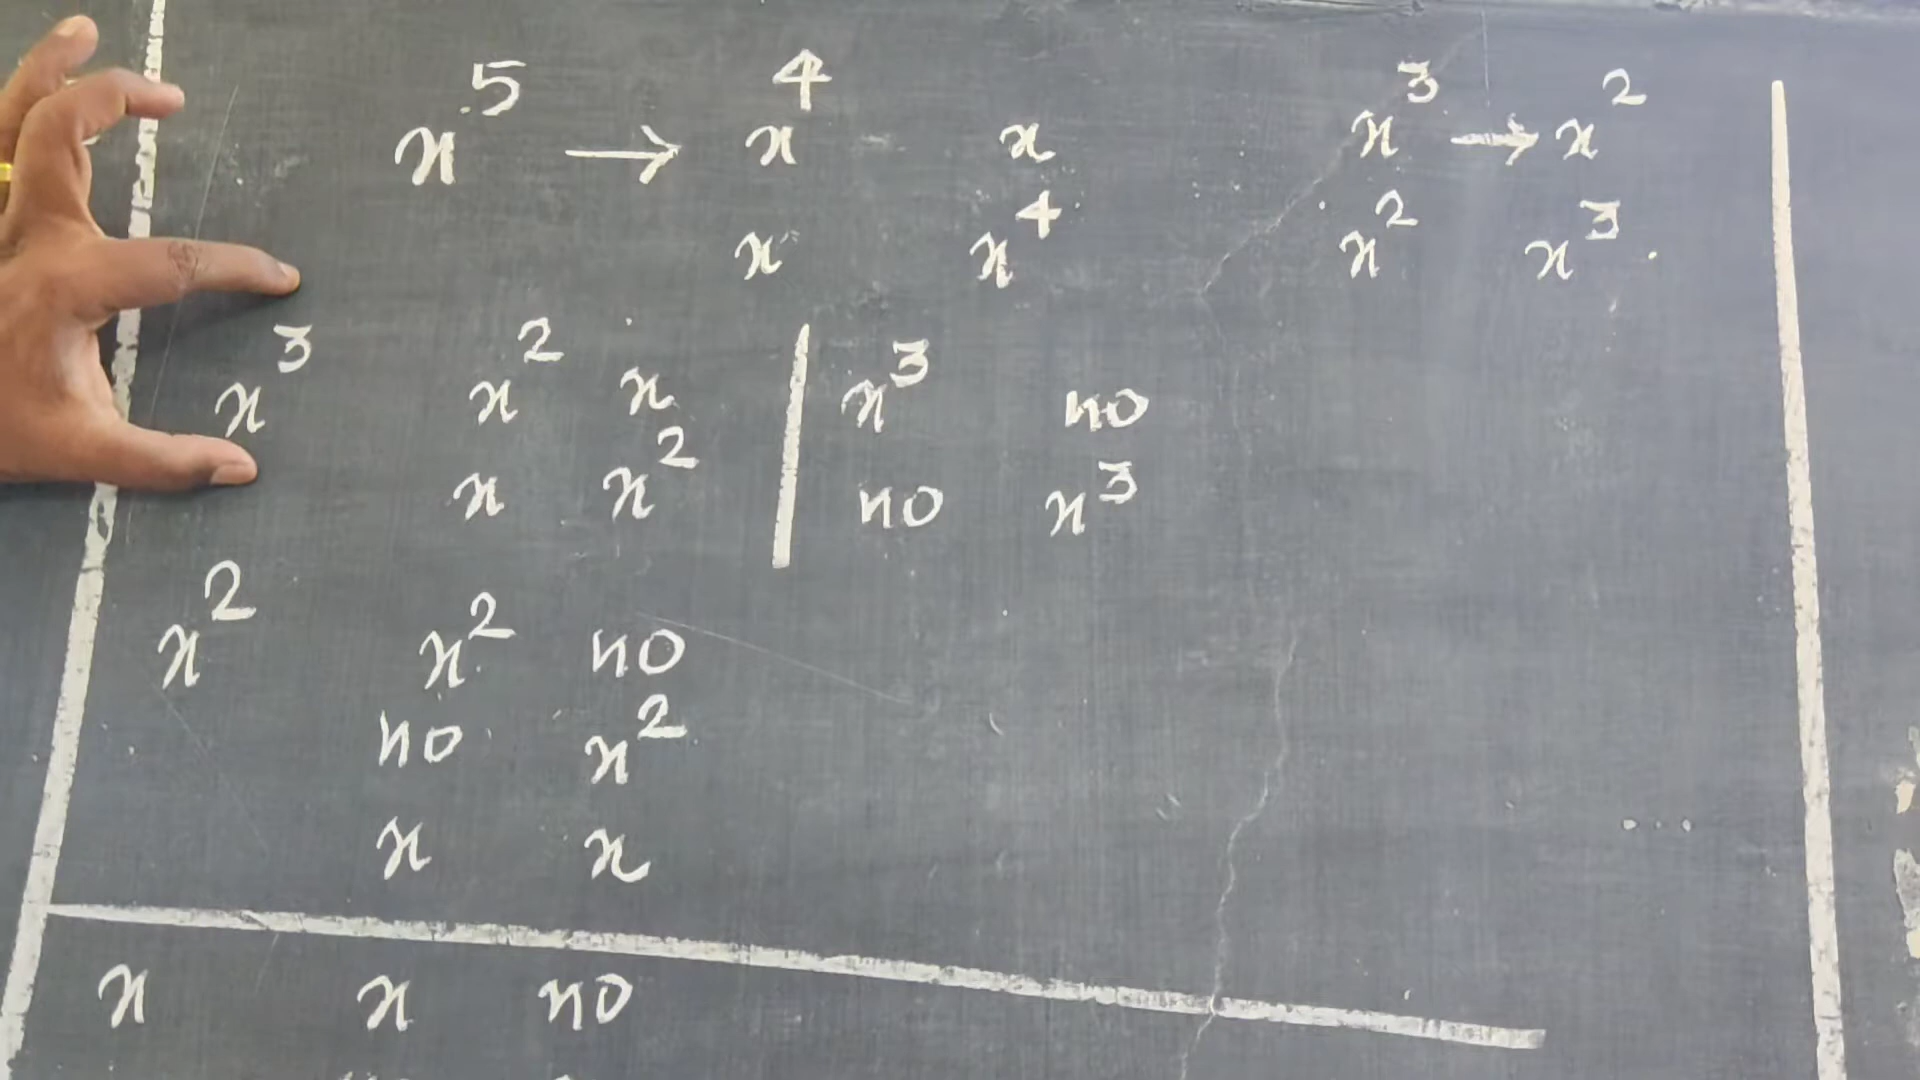 x⁵ → x⁴ x x³ → x²
x x⁴ x² x³
x³ x² x x³ no
x x² no x³
x² x² no
no x²
x x
x x no